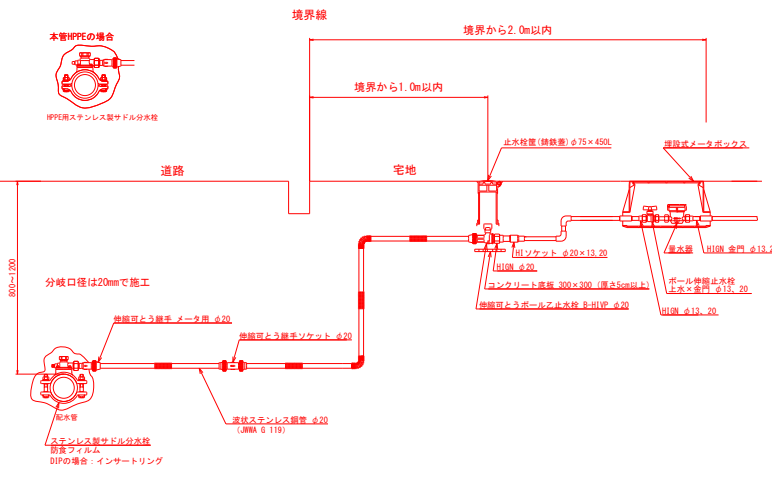 境界線
本管HPPEの場合
境界から2.0m以内
境界から1.0m以内
HPPE用ステンレス製サドル分水栓
止水栓筐(鋳鉄蓋)φ75×450L
埋設式メータボックス
道路
宅地
HIソケット φ20×13,20
量水器
HIGN 金門 φ13,2
HIGN φ20
800～1200
分岐口径は20mmで施工
コンクリート底板 300×300 (厚さ5cm以上)
ボール伸縮止水栓
上水×金門 φ13, 20
伸縮可とうボール乙止水栓 B-HIVP φ20
HIGN φ13, 20
伸縮可とう継手 メータ用 φ20
伸縮可とう継手ソケット φ20
配水管
波状ステンレス鋼管 φ20
(JWWA G 119)
ステンレス製サドル分水栓
防食フィルム
DIPの場合：インサートリング